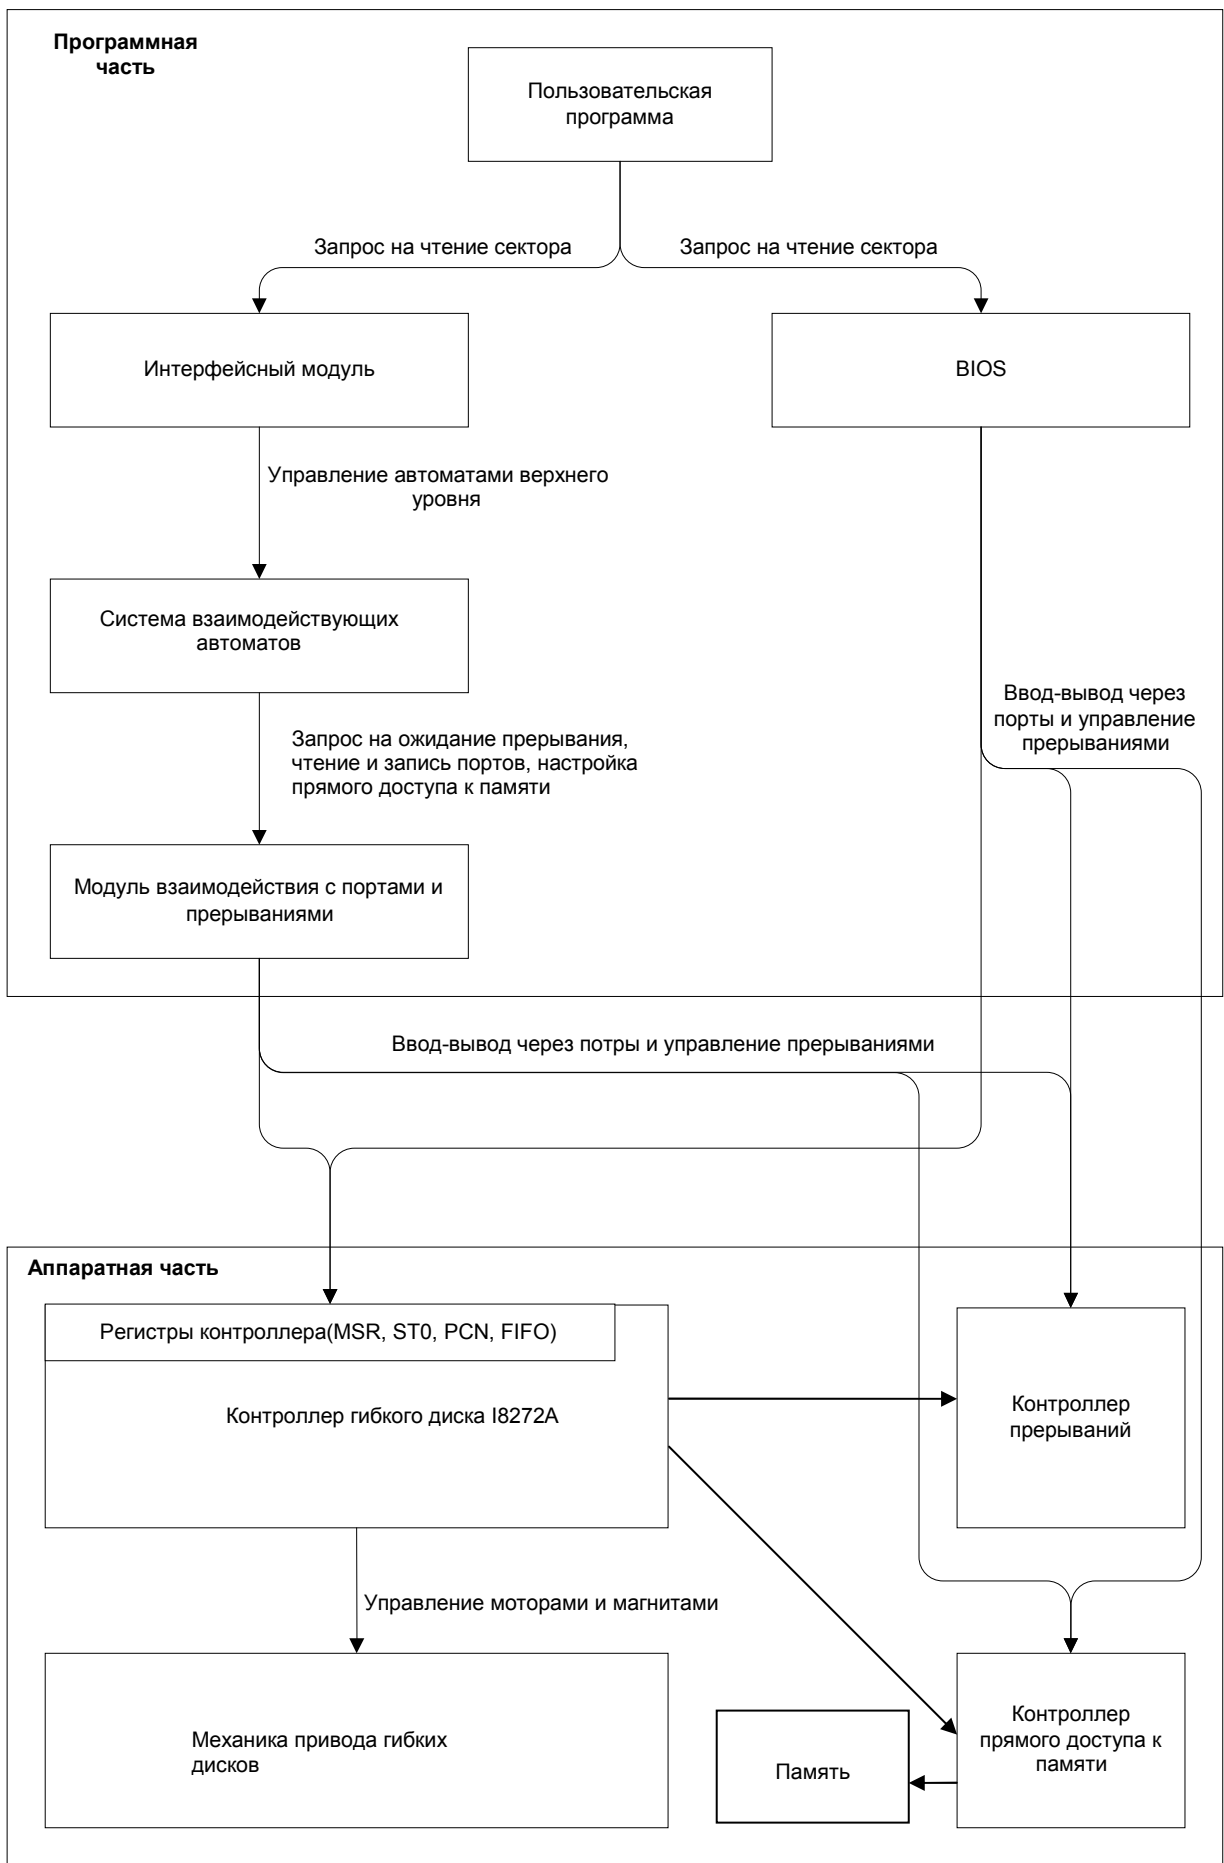 Программная
часть
Пользовательская
программа
Запрос на чтение сектора
Запрос на чтение сектора
Интерфейсный модуль
BIOS
Управление автоматами верхнего
уровня
Система взаимодействующих
автоматов
Ввод-вывод через
порты и управление
прерываниями
Запрос на ожидание прерывания,
чтение и запись портов, настройка
прямого доступа к памяти
Модуль взаимодействия с портами и
прерываниями
Ввод-вывод через потры и управление прерываниями
Аппаратная часть
Регистры контроллера(MSR, ST0, PCN, FIFO)
Контроллер гибкого диска I8272A
Контроллер
прерываний
Управление моторами и магнитами
Механика привода гибких
дисков
Память
Контроллер
прямого доступа к
памяти